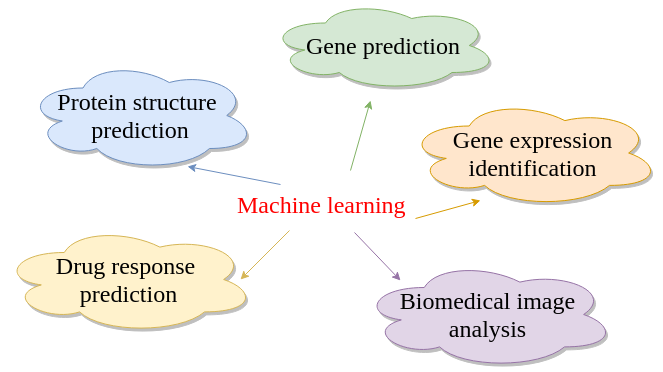 Gene prediction
Protein structure
prediction
Gene expression
identification
Machine learning
Drug response
prediction
Biomedical image
analysis